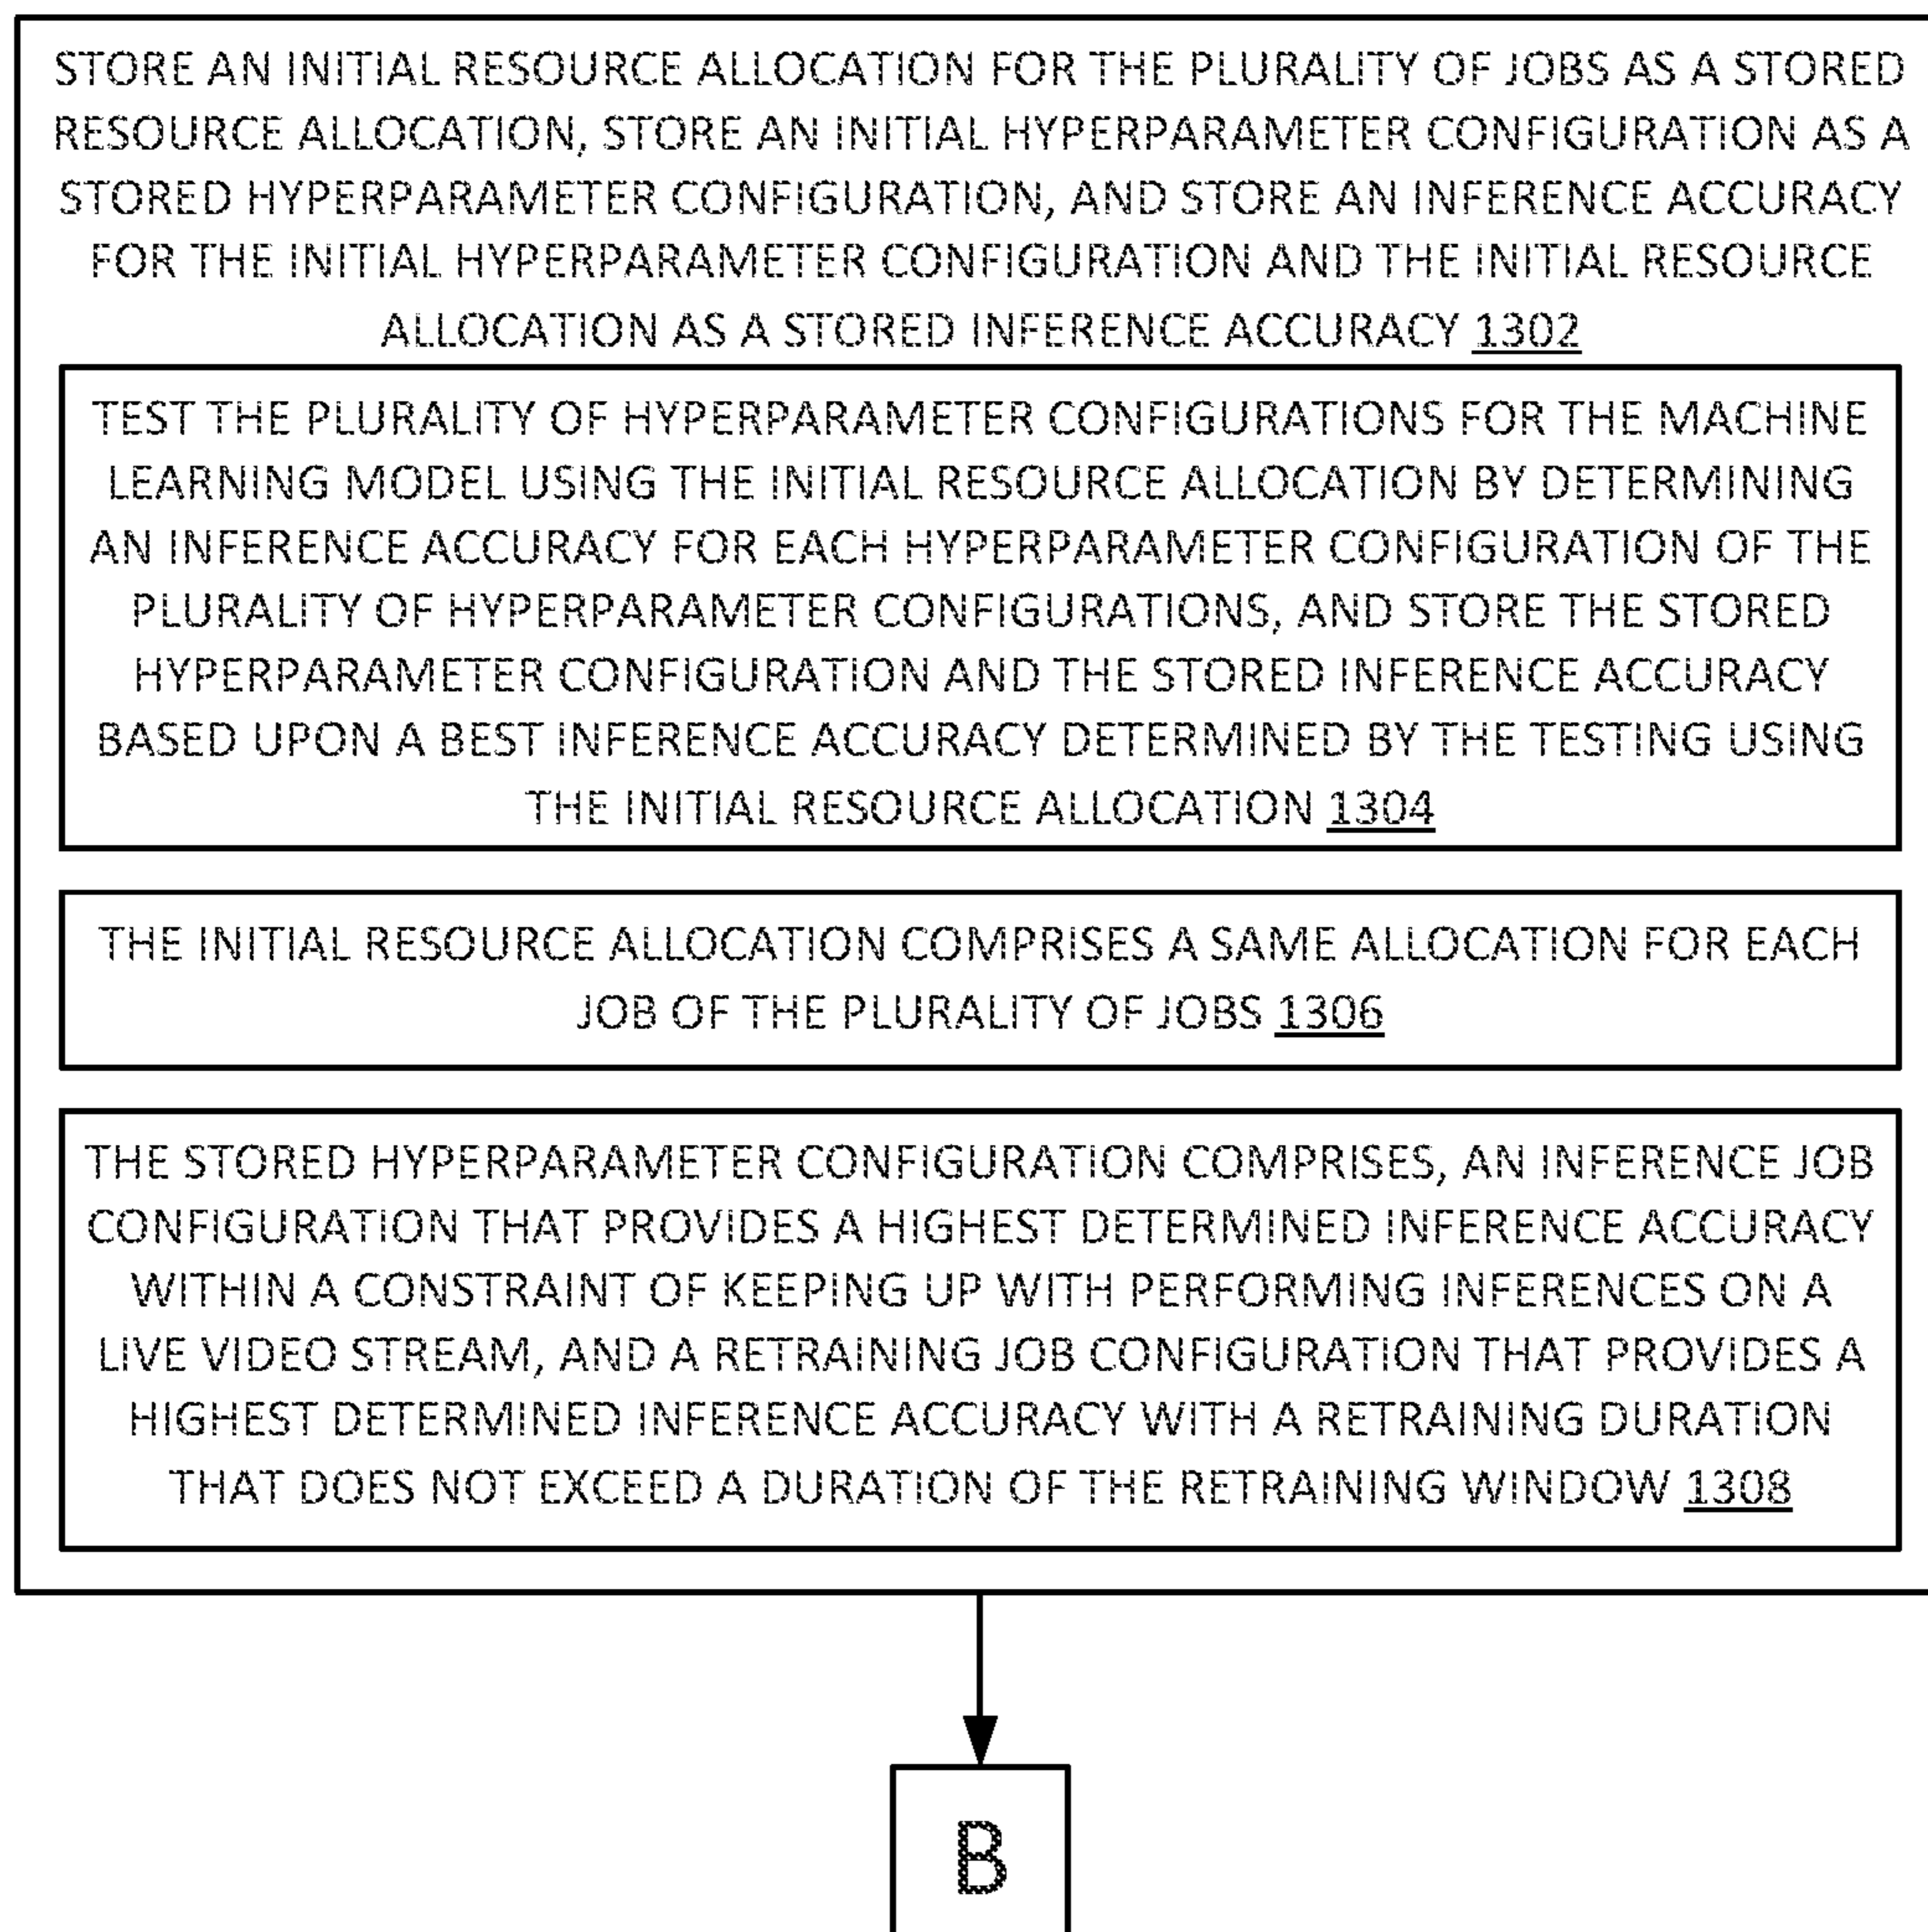 STORE AN INITIAL RESOURCE ALLOCATION FOR THE PLURALITY OF JOBS AS A STORED
RESOURCE ALLOCATION, STORE AN INITIAL HYPERPARAMETER CONFIGURATION AS A
STORED HYPERPARAMETER CONFIGURATION, AND STORE AN INFERENCE ACCURACY
FOR THE INITIAL HYPERPARAMETER CONFIGURATION AND THE INITIAL RESOURCE
ALLOCATION AS A STORED INFERENCE ACCURACY 1302
TEST THE PLURALITY OF HYPERPARAMETER CONFIGURATIONS FOR THE MACHINE
LEARNING MODEL USING THE INITIAL RESOURCE ALLOCATION BY DETERMINING
AN INFERENCE ACCURACY FOR EACH HYPERPARAMETER CONFIGURATION OF THE
PLURALITY OF HYPERPARAMETER CONFIGURATIONS, AND STORE THE STORED
HYPERPARAMETER CONFIGURATION AND THE STORED INFERENCE ACCURACY
BASED UPON A BEST INFERENCE ACCURACY DETERMINED BY THE TESTING USING
THE INITIAL RESOURCE ALLOCATION 1304
THE INITIAL RESOURCE ALLOCATION COMPRISES A SAME ALLOCATION FOR EACH
JOB OF THE PLURALITY OF JOBS 1306
THE STORED HYPERPARAMETER CONFIGURATION COMPRISES, AN INFERENCE JOB
CONFIGURATION THAT PROVIDES A HIGHEST DETERMINED INFERENCE ACCURACY
WITHIN A CONSTRAINT OF KEEPING UP WITH PERFORMING INFERENCES ON A
LIVE VIDEO STREAM, AND A RETRAINING JOB CONFIGURATION THAT PROVIDES A
HIGHEST DETERMINED INFERENCE ACCURACY WITH A RETRAINING DURATION
THAT DOES NOT EXCEED A DURATION OF THE RETRAINING WINDOW 1308
B